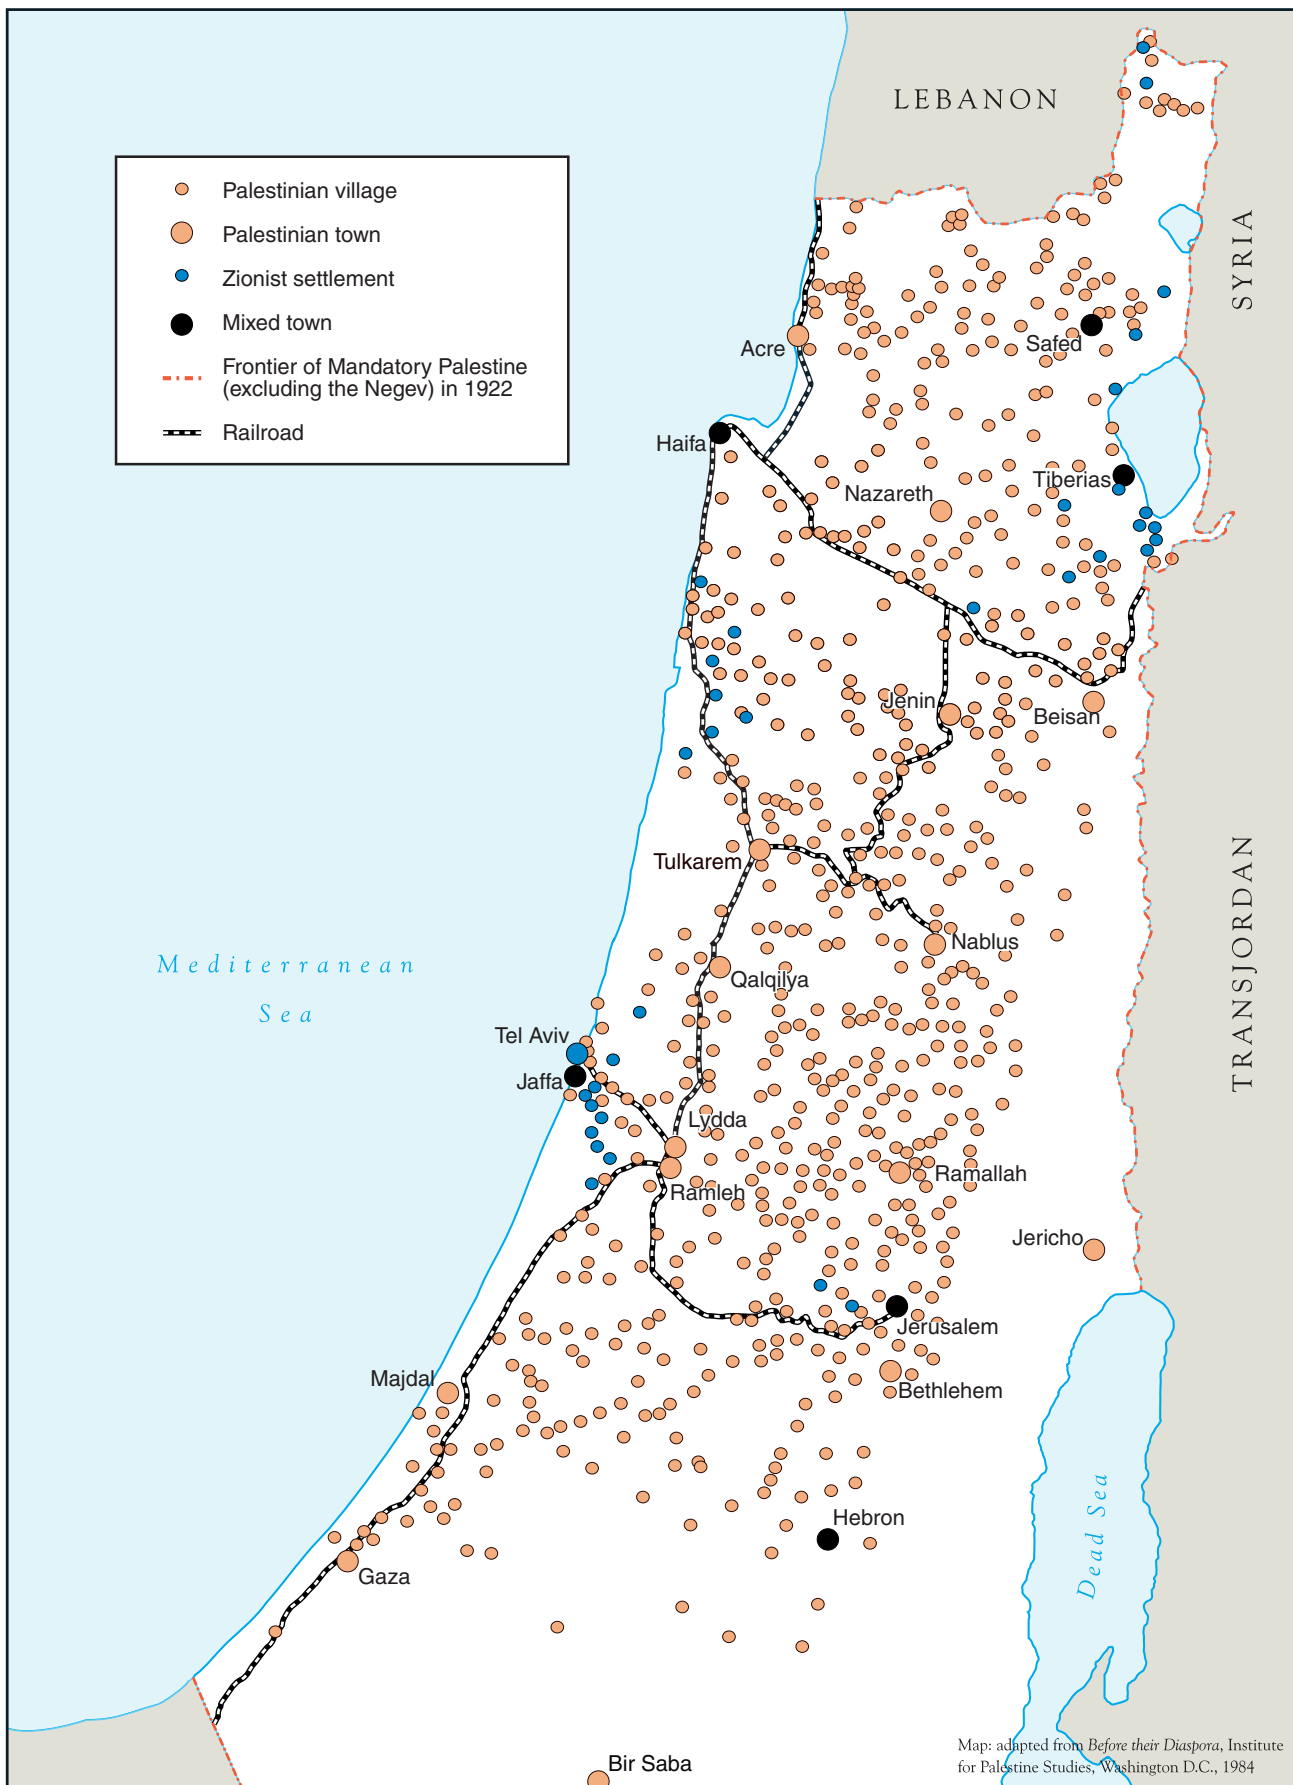 LEBANON
SYRIA
TRANSJORDAN
Palestinian village
Palestinian town
Zionist settlement
Mixed town
Frontier of Mandatory Palestine
(excluding the Negev) in 1922
Railroad
Acre
Safed
Haifa
Tiberias
Nazareth
Jenin
Beisan
Tulkarem
Nablus
Mediterranean
Sea
Qalqilya
Tel Aviv
Jaffa
Lydda
Ramallah
Ramleh
Jericho
Jerusalem
Majdal
Bethlehem
Dead Sea
Hebron
Gaza
Bir Saba
Map: adapted from Before their Diaspora, Institute
for Palestine Studies, Washington D.C., 1984